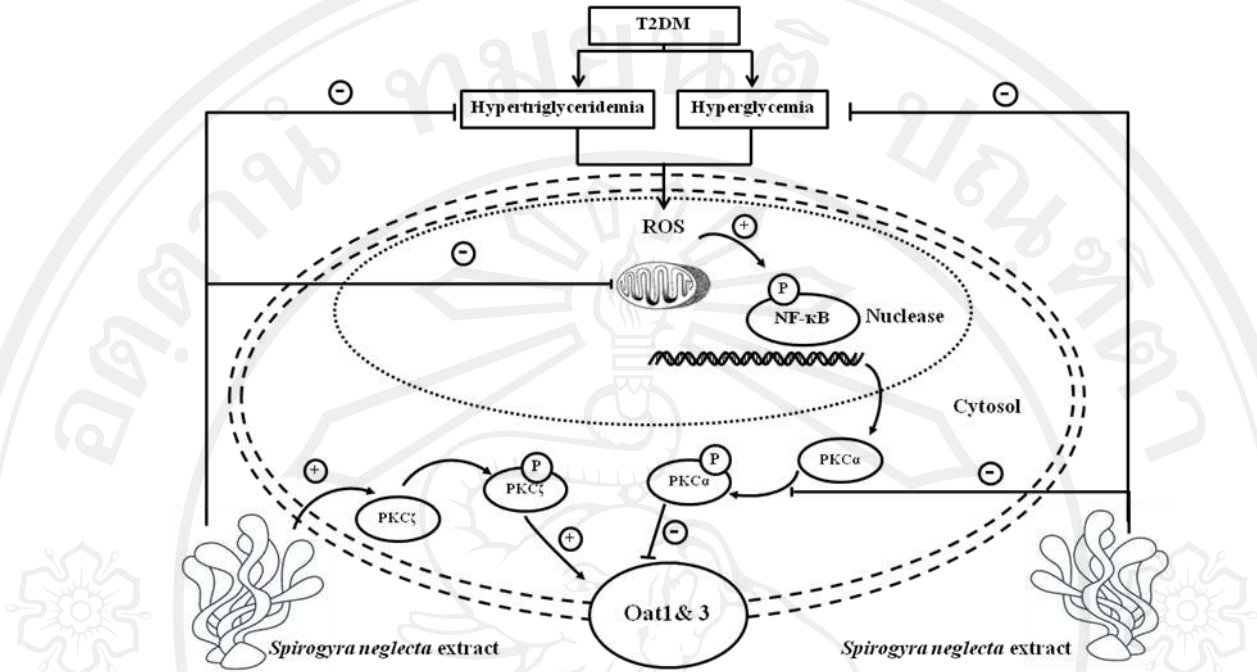 T2DM
Hypertriglyceridemia
Hyperglycemia
−
−
ROS
+
−
P
NF-κB
Nuclease
Cytosol
PKCα
P
PKCα
−
P
PKCζ
+
PKCζ
+
−
Oat1& 3
Spirogyra neglecta extract
Spirogyra neglecta extract